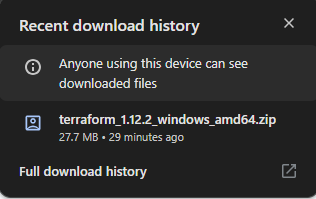 Recent download history
Anyone using this device can see
downloaded files
terraform_1.12.2_windows_amd64.zip
27.7 MB • 29 minutes ago
Full download history